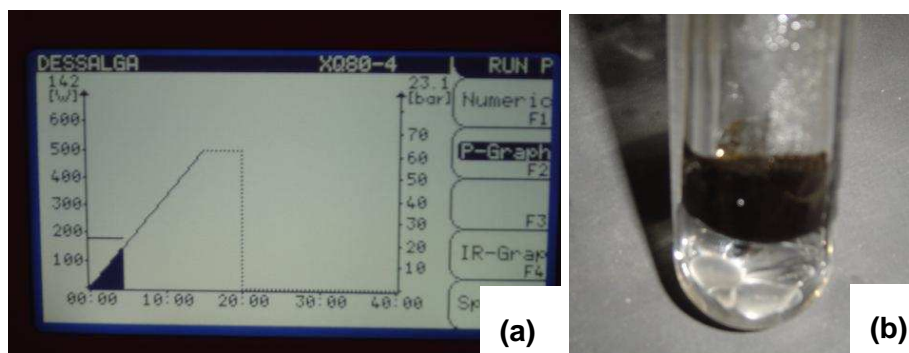 DESSALGA XQ80-4 RUN P
142 23.1
[W] [bar]
600
500
400
300
200
100
70
60
50
40
30
20
10
00:00 10:00 20:00 30:00 40:00
Numeric
F1
P-Graph
F2
F3
IR-Grap
F4
Sp
(a)
(b)